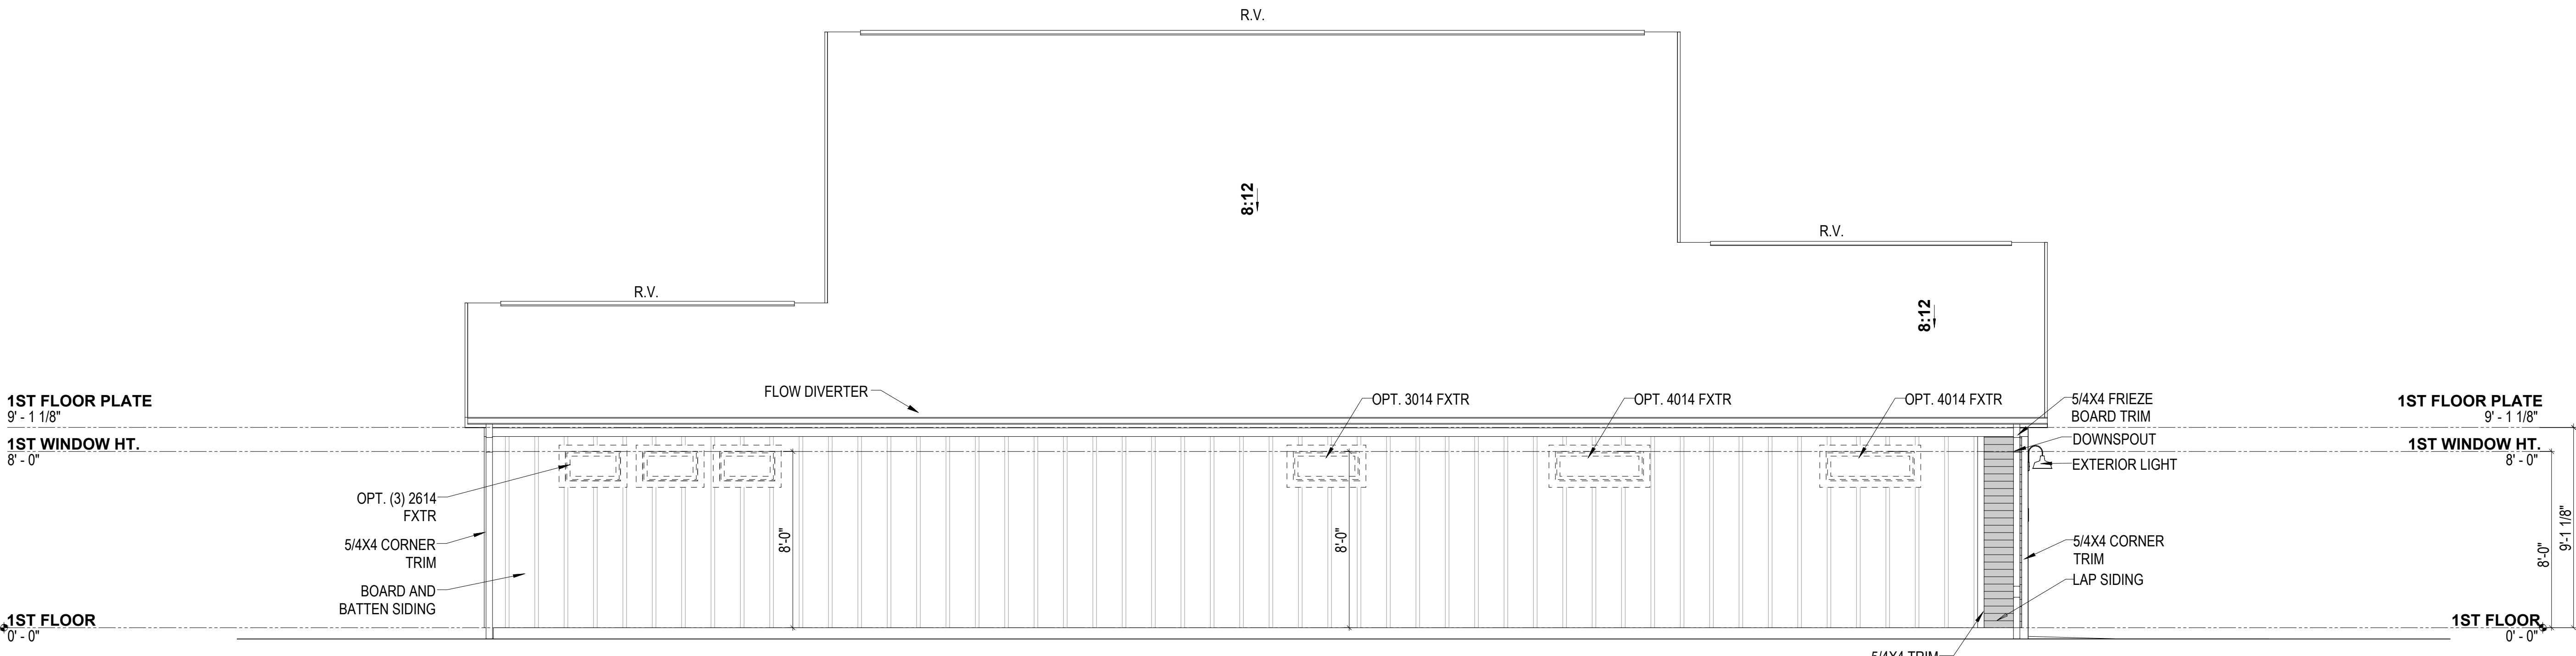 R.V.
8:12
R.V.
R.V.
8:12
FLOW DIVERTER
OPT. 3014 FXTR
OPT. 4014 FXTR
OPT. 4014 FXTR
5/4X4 FRIEZE
BOARD TRIM
DOWNSPOUT
EXTERIOR LIGHT
1ST FLOOR PLATE
9' - 1 1/8"
1ST WINDOW HT.
8' - 0"
OPT. (3) 2614
FXTR
5/4X4 CORNER
TRIM
BOARD AND
BATTEN SIDING
1ST FLOOR
0' - 0"
8'-0"
8'-0"
5/4X4 CORNER
TRIM
LAP SIDING
5/4X4 TRIM
1ST FLOOR PLATE
9' - 1 1/8"
1ST WINDOW HT.
8' - 0"
8'-0"
9'-1 1/8"
1ST FLOOR
0' - 0"